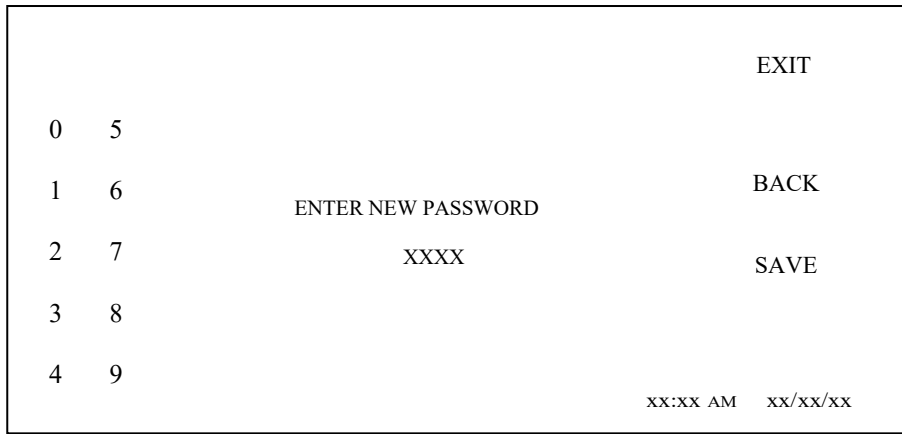 EXIT
0 5
1 6
BACK
ENTER NEW PASSWORD
2 7
XXXX
SAVE
3 8
4 9
xx:xx AM xx/xx/xx